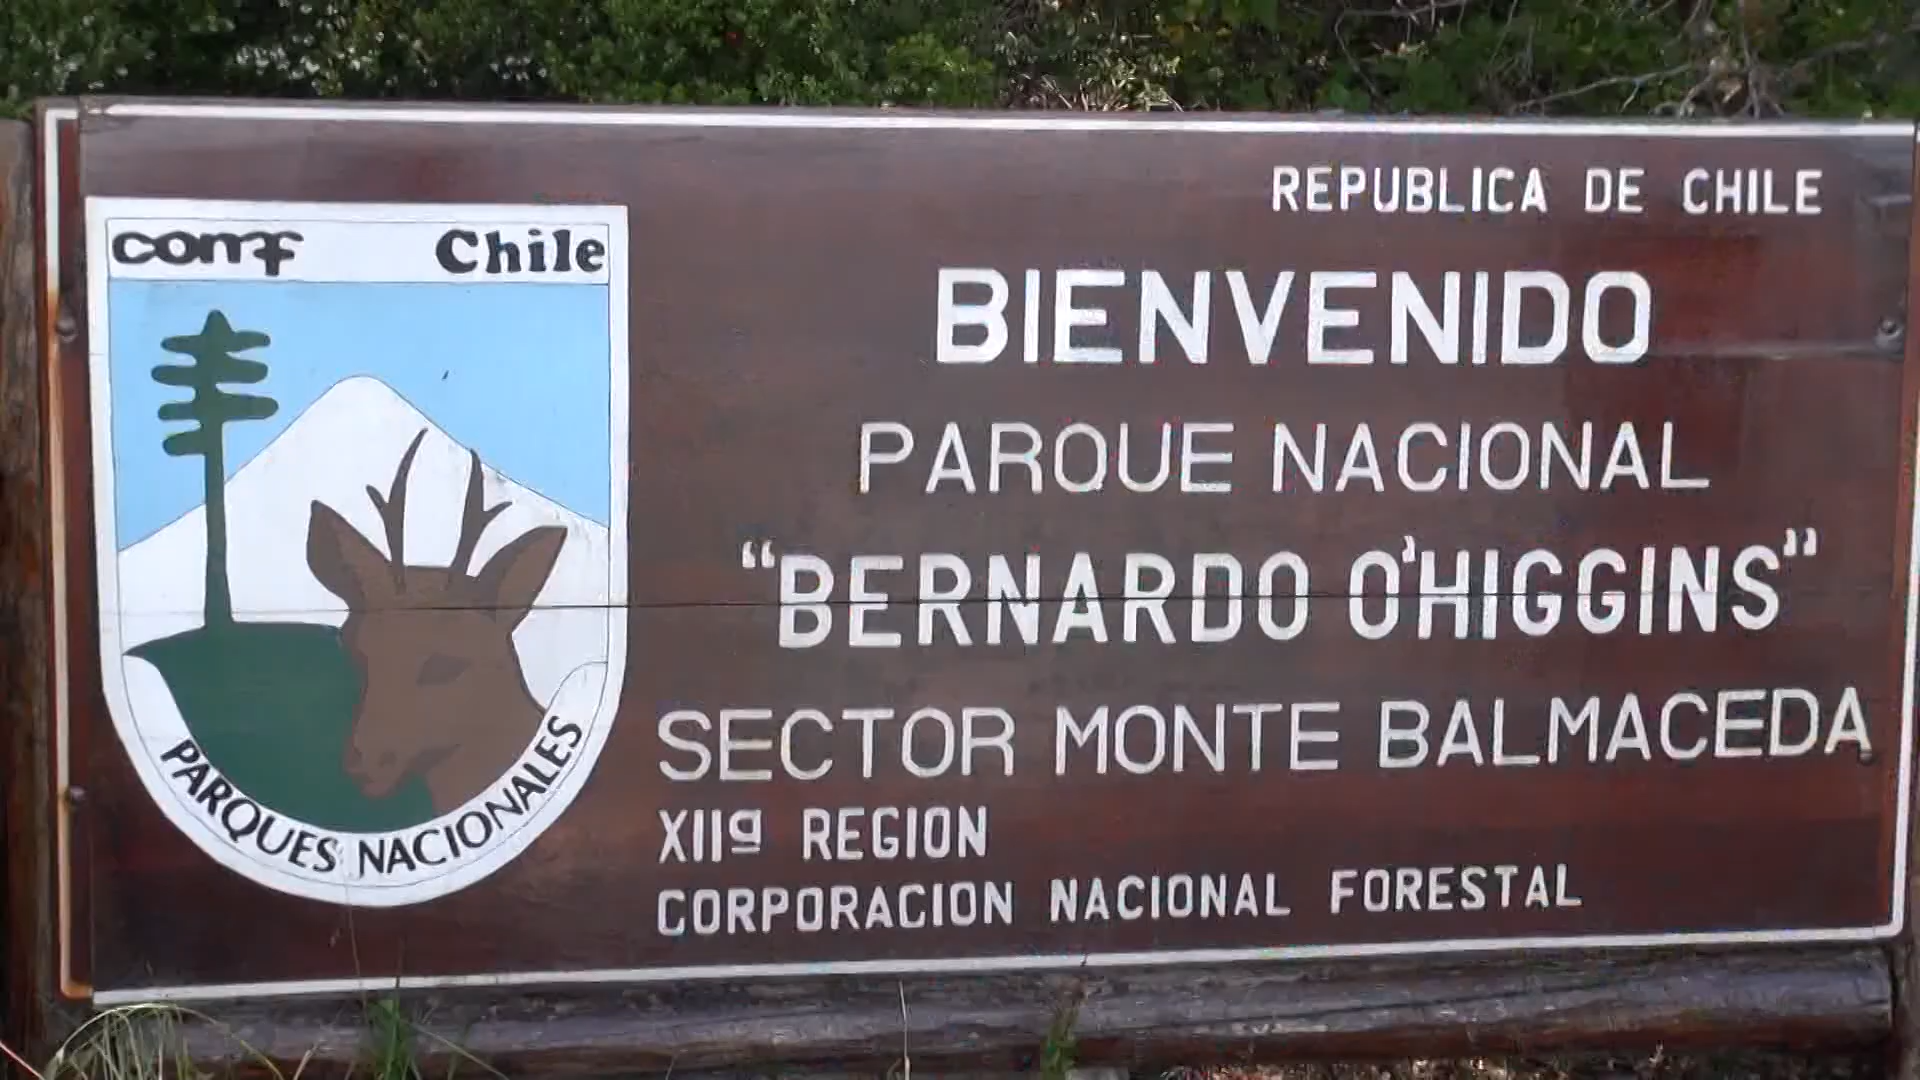 conaf Chile
PARQUES NACIONALES
REPUBLICA DE CHILE
BIENVENIDO
PARQUE NACIONAL
"BERNARDO O'HIGGINS"
SECTOR MONTE BALMACEDA
XIIª REGION
CORPORACION NACIONAL FORESTAL